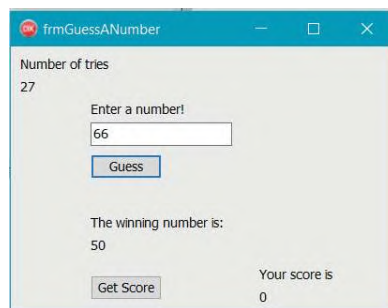 frmGuessANumber
Number of tries
27
Enter a number!
66
Guess
The winning number is:
50
Get Score
Your score is
0